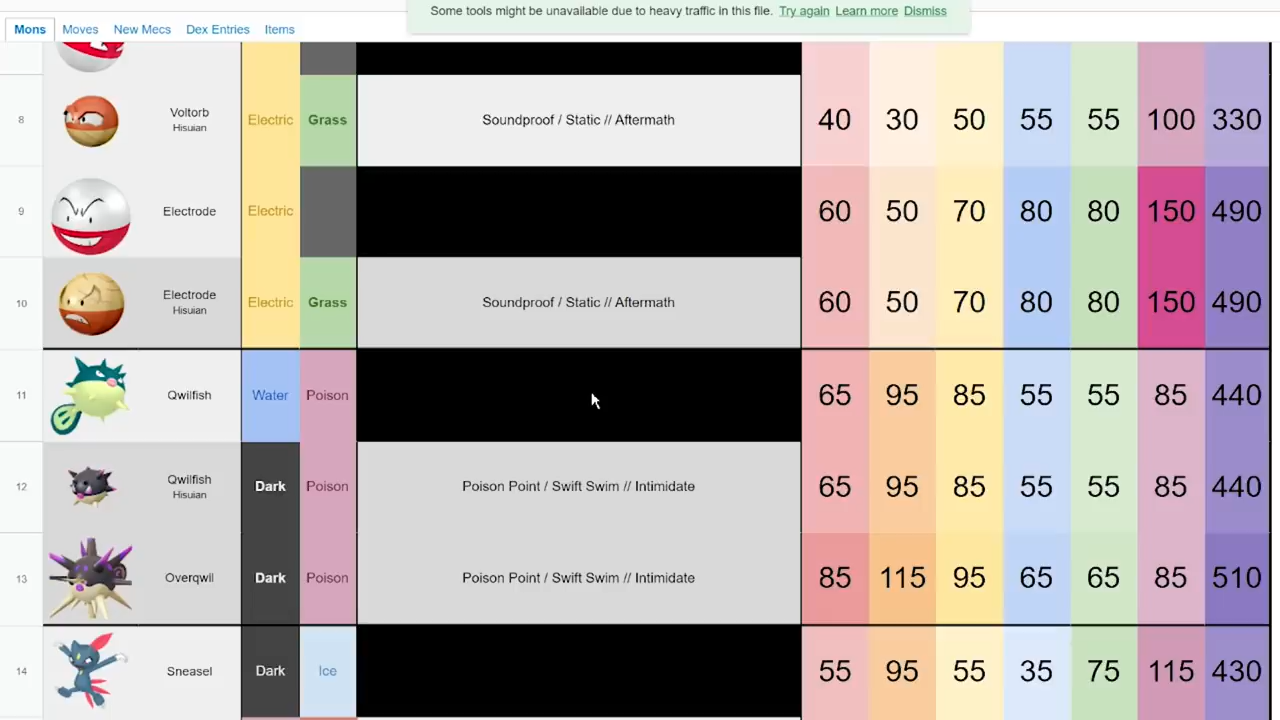 Some tools might be unavailable due to heavy traffic in this file. Try again Learn more Dismiss
Mons Moves New Mecs Dex Entries Items
8 Voltorb Hisuian Electric Grass Soundproof / Static // Aftermath 40 30 50 55 55 100 330
9 Electrode Electric 60 50 70 80 80 150 490
10 Electrode Hisuian Electric Grass Soundproof / Static // Aftermath 60 50 70 80 80 150 490
11 Qwilfish Water Poison 65 95 85 55 55 85 440
12 Qwilfish Hisuian Dark Poison Poison Point / Swift Swim // Intimidate 65 95 85 55 55 85 440
13 Overqwil Dark Poison Poison Point / Swift Swim // Intimidate 85 115 95 65 65 85 510
14 Sneasel Dark Ice 55 95 55 35 75 115 430